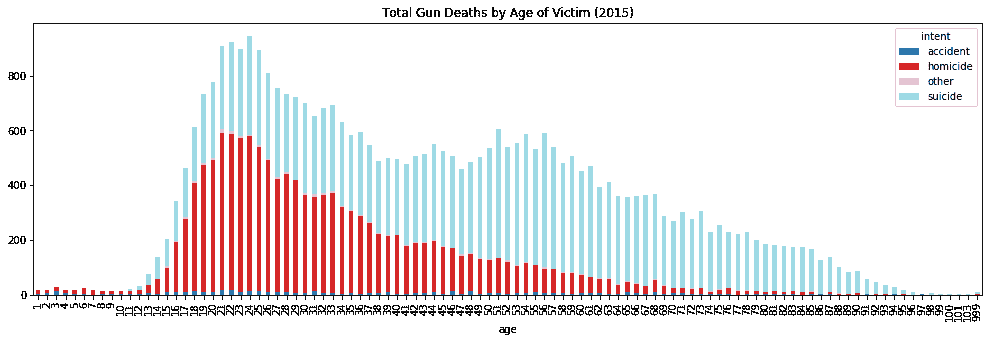 Total Gun Deaths by Age of Victim (2015)
intent
accident
homicide
other
suicide
800
600
400
200
0
1 2 3 4 5 6 7 8 9 10 11 12 13 14 15 16 17 18 19 20 21 22 23 24 25 26 27 28 29 30 31 32 33 34 35 36 37 38 39 40 41 42 43 44 45 46 47 48 49 50 51 52 53 54 55 56 57 58 59 60 61 62 63 64 65 66 67 68 69 70 71 72 73 74 75 76 77 78 79 80 81 82 83 84 85 86 87 88 89 90 91 92 93 94 95 96 97 98 99 100 101 103 999
age